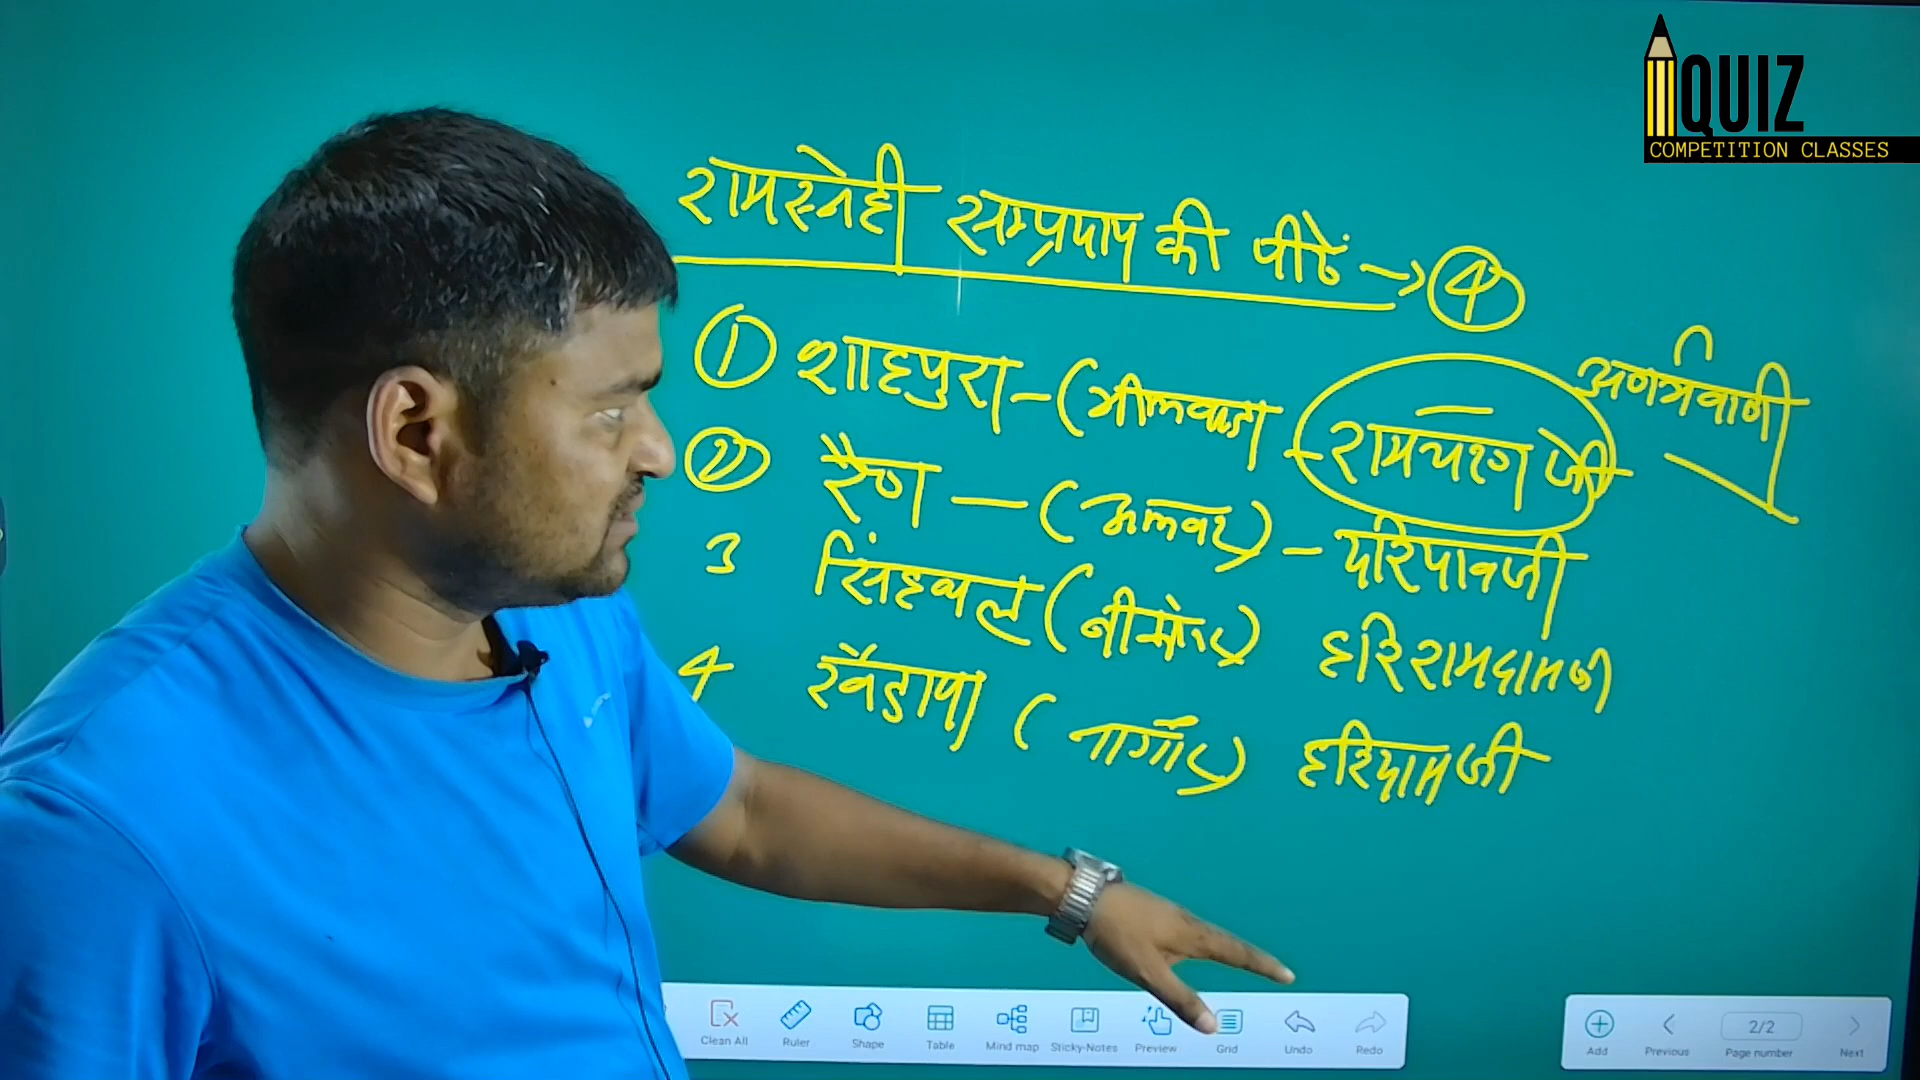 QUIZ
COMPETITION CLASSES
रामस्नेही सम्प्रदाय की पीठें → 4
1 शाहपुरा - (भीलवाड़ा रामचरण जी
अणभैवाणी
2 रैण - (अलवर) - दरियावजी
3 सिंहथल (बीकानेर) हरिरामदासजी
4 खैडापा (नागौर) हरिदासजी
Clean All Ruler Shape Table Mind map Sticky-Notes Preview Grid Undo Redo
Add Previous 2/2 Page number Next